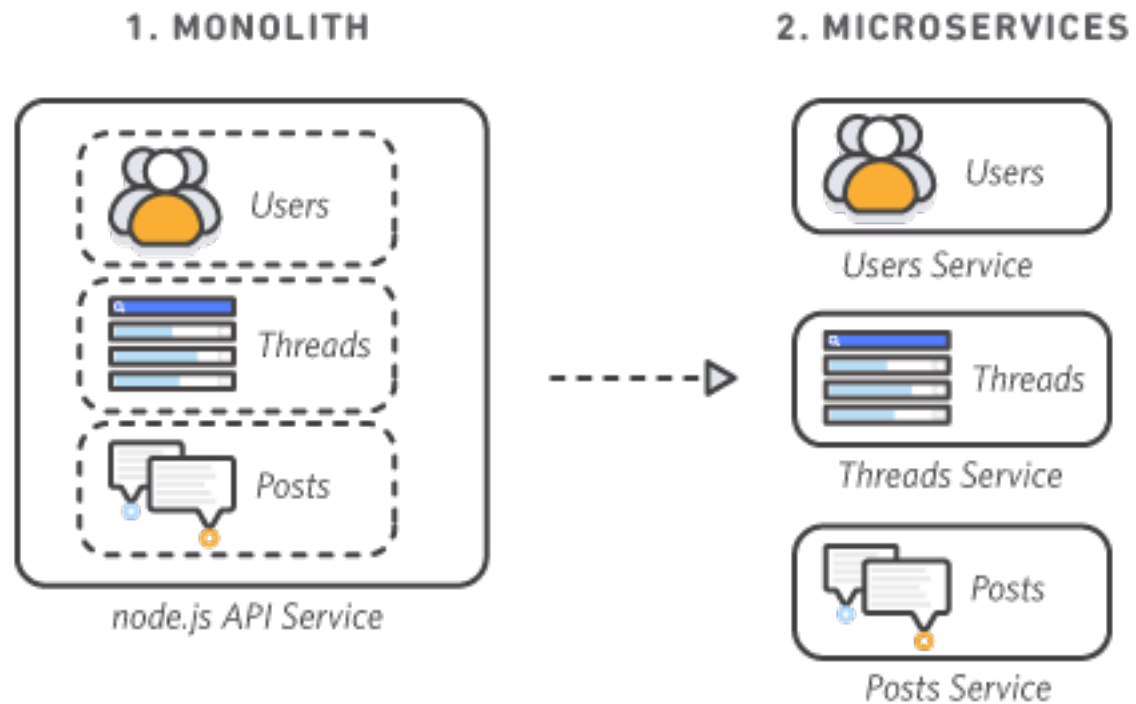 1. MONOLITH
Users
Threads
Posts
node.js API Service
2. MICROSERVICES
Users
Users Service
Threads
Threads Service
Posts
Posts Service